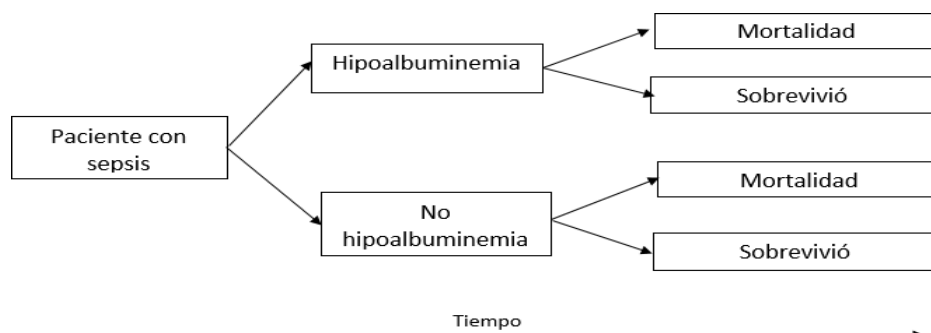 Mortalidad
Hipoalbuminemia
Sobrevivió
Paciente con
sepsis
Mortalidad
No
hipoalbuminemia
Sobrevivió
Tiempo